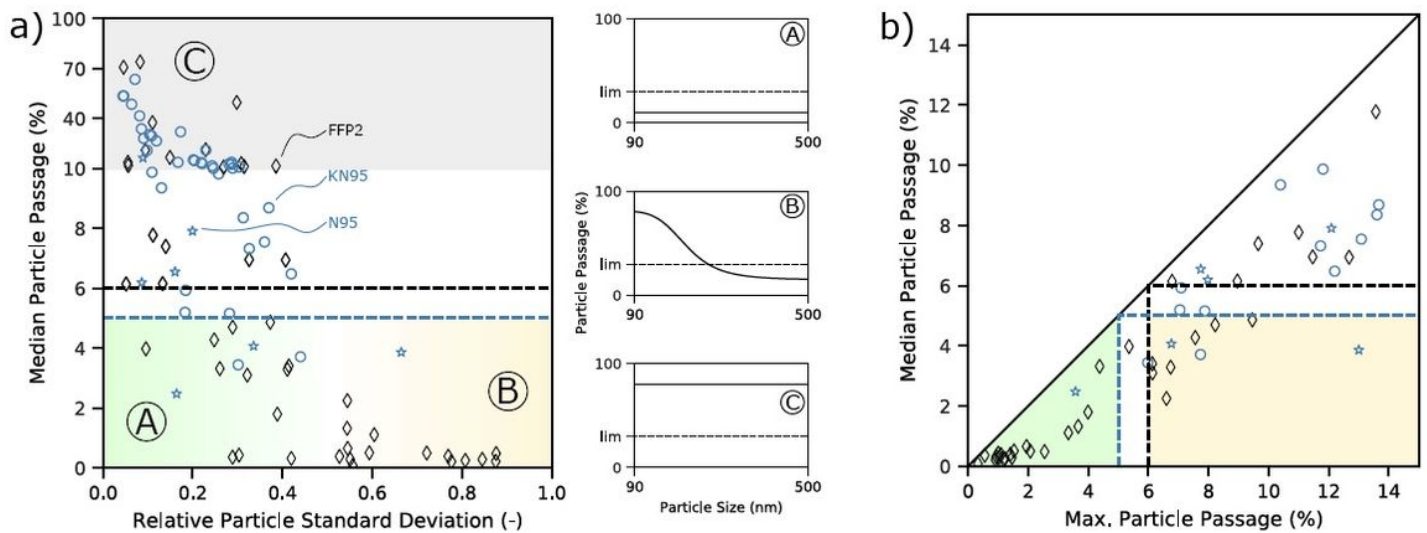 a)
Median Particle Passage (%)
100
70
40
10
8
6
4
2
0
C
A
B
FFP2
KN95
N95
0.0 0.2 0.4 0.6 0.8 1.0
Relative Particle Standard Deviation (-)
Particle Passage (%)
100
A
lim
0
90 500
100
B
lim
0
90 500
100
C
lim
0
90 500
Particle Size (nm)
b)
Median Particle Passage (%)
14
12
10
8
6
4
2
0
0 2 4 6 8 10 12 14
Max. Particle Passage (%)